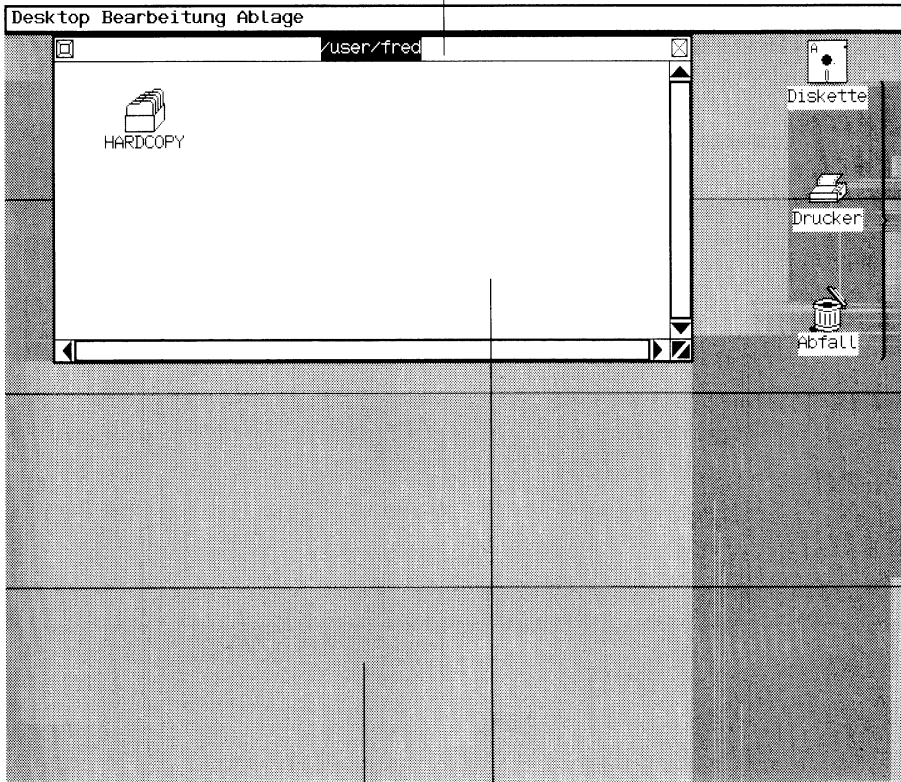 Desktop Bearbeitung Ablage
/user/fred
A
Diskette
HARDCOPY
Drucker
Abfall